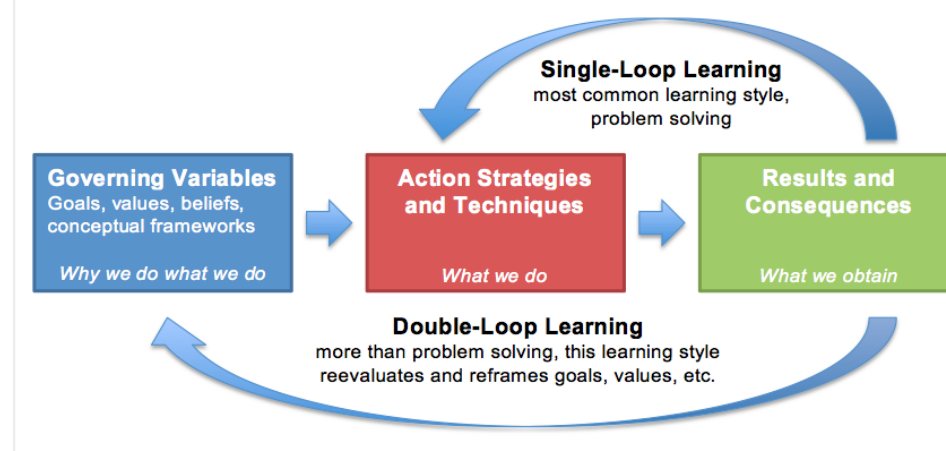 Single-Loop Learning
most common learning style,
problem solving
Governing Variables
Goals, values, beliefs,
conceptual frameworks
Why we do what we do
Action Strategies
and Techniques
What we do
Results and
Consequences
What we obtain
Double-Loop Learning
more than problem solving, this learning style
reevaluates and reframes goals, values, etc.